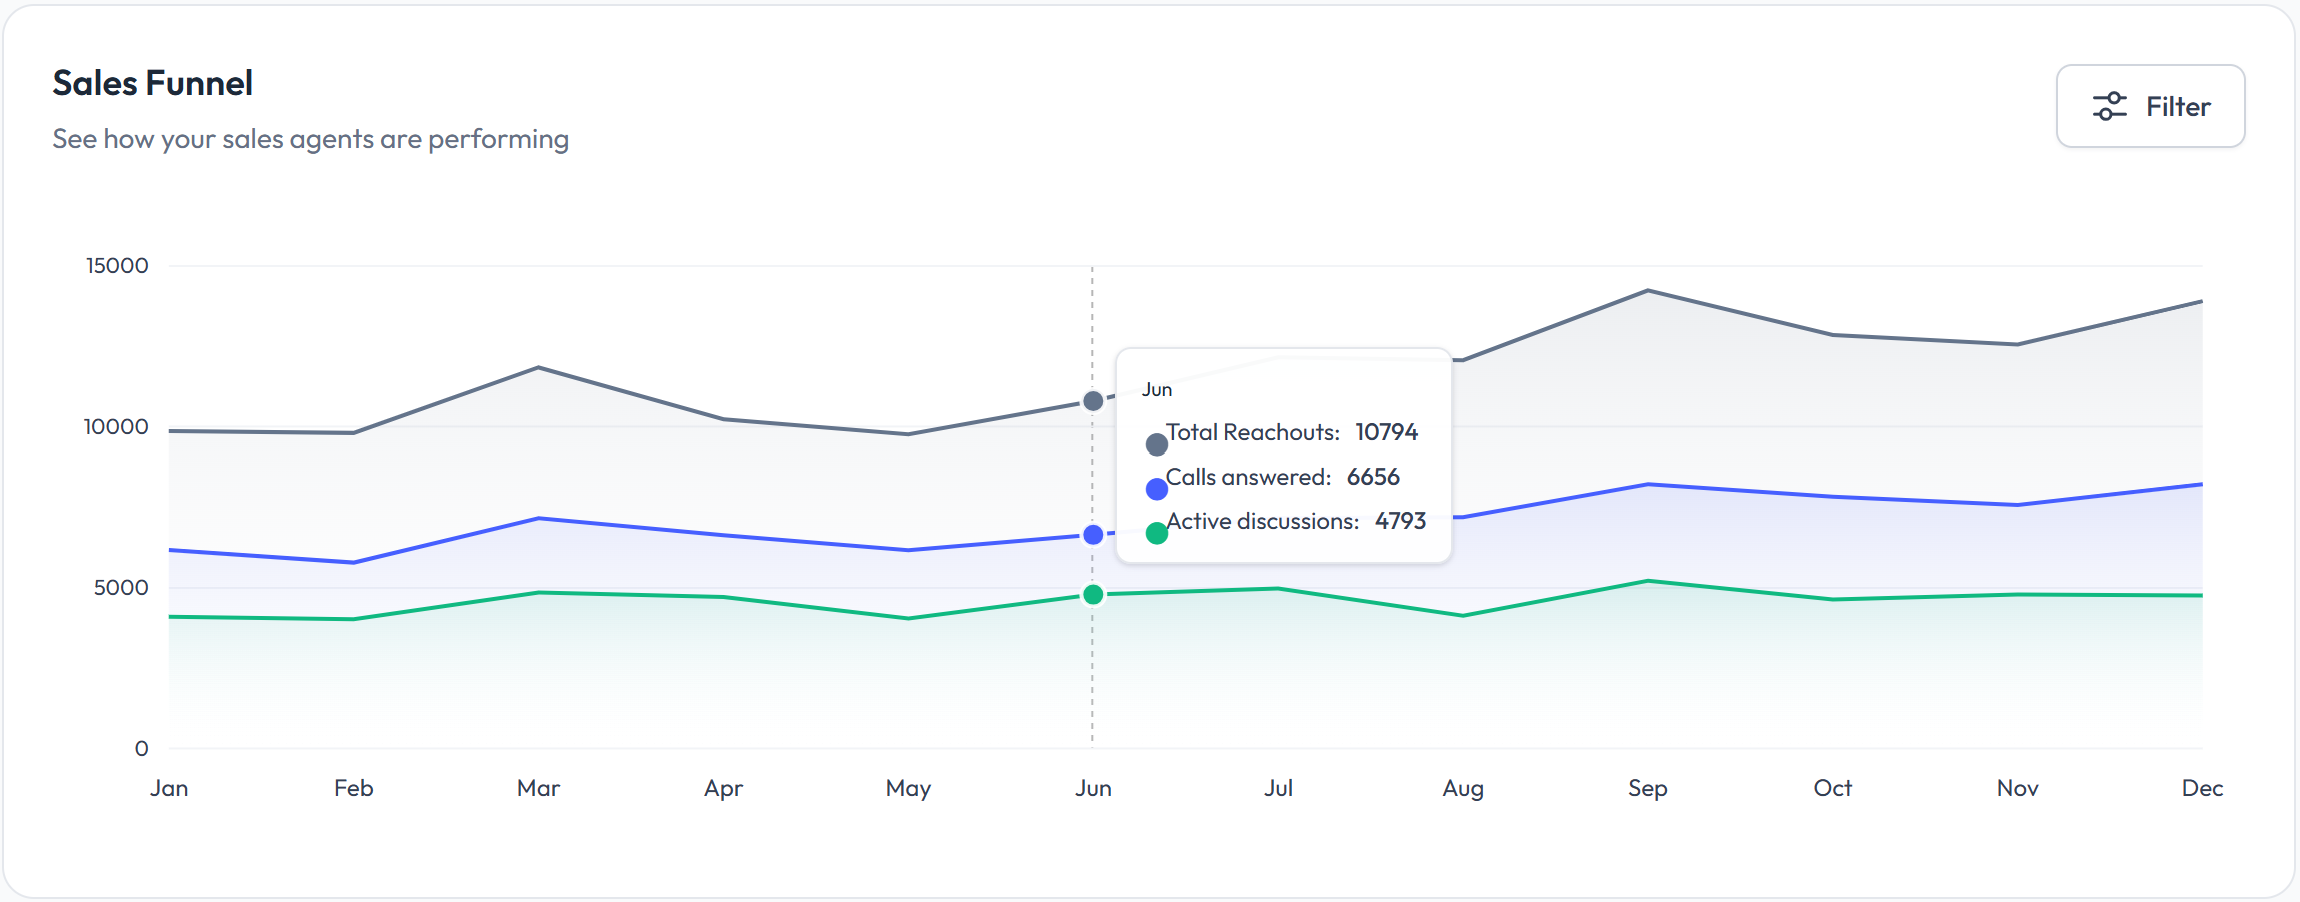 Sales Funnel
See how your sales agents are performing
Filter
15000
10000
5000
0
Jun
Total Reachouts: 10794
Calls answered: 6656
Active discussions: 4793
Jan Feb Mar Apr May Jun Jul Aug Sep Oct Nov Dec